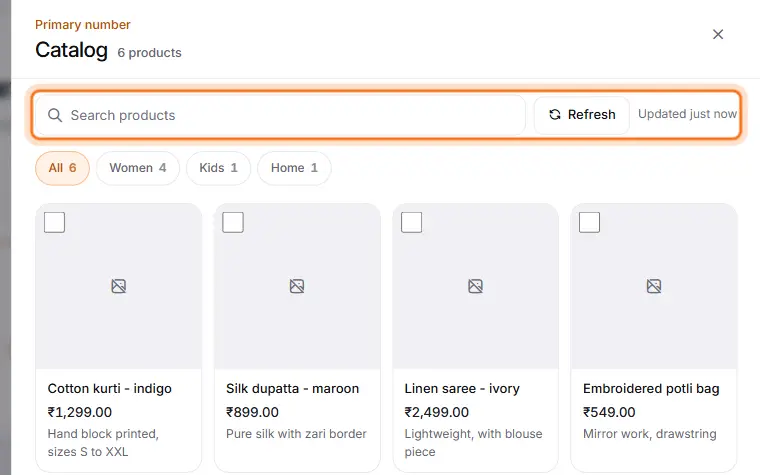 Primary number
Catalog 6 products
Search products
Refresh
Updated just now
All 6
Women 4
Kids 1
Home 1
Cotton kurti - indigo
₹1,299.00
Hand block printed,
sizes S to XXL
Silk dupatta - maroon
₹899.00
Pure silk with zari border
Linen saree - ivory
₹2,499.00
Lightweight, with blouse
piece
Embroidered potli bag
₹549.00
Mirror work, drawstring